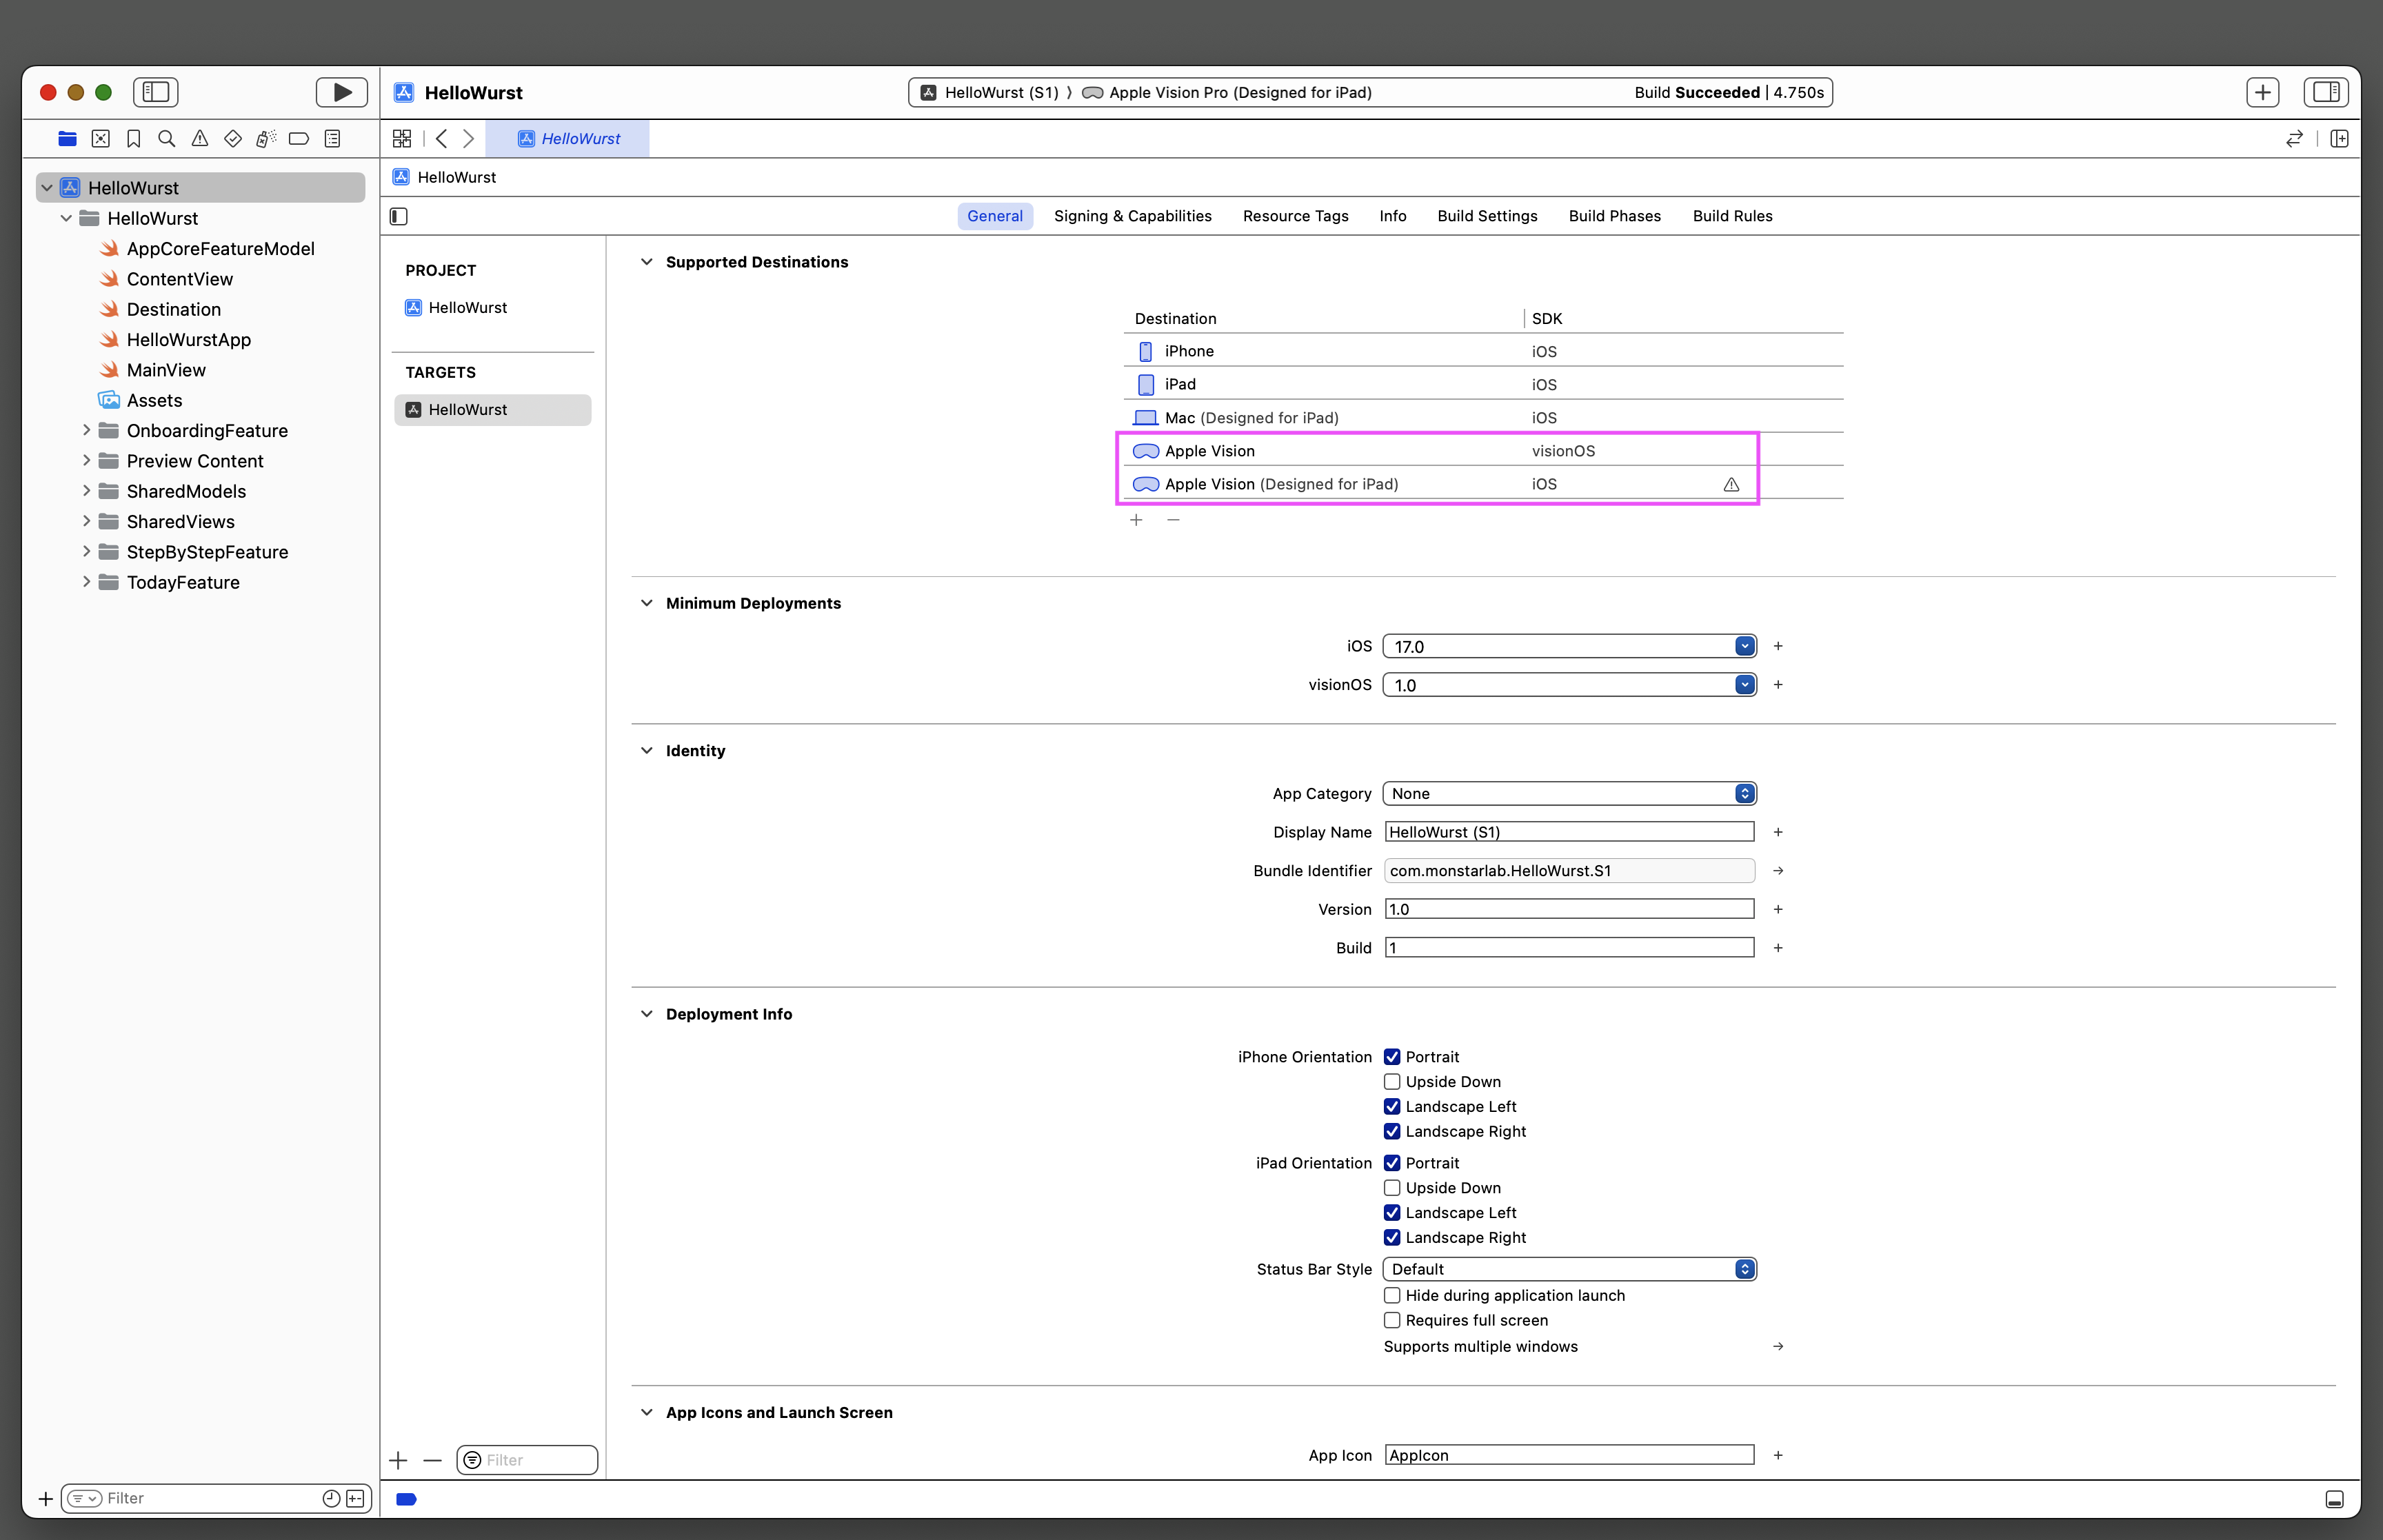 HelloWurst
HelloWurst (S1) ⟩ Apple Vision Pro (Designed for iPad)
Build Succeeded | 4.750s
HelloWurst
HelloWurst
HelloWurst
HelloWurst
AppCoreFeatureModel
ContentView
Destination
HelloWurstApp
MainView
Assets
OnboardingFeature
Preview Content
SharedModels
SharedViews
StepByStepFeature
TodayFeature
Filter
General
Signing & Capabilities
Resource Tags
Info
Build Settings
Build Phases
Build Rules
PROJECT
HelloWurst
TARGETS
HelloWurst
Filter
Supported Destinations
Destination SDK
iPhone iOS
iPad iOS
Mac (Designed for iPad) iOS
Apple Vision visionOS
Apple Vision (Designed for iPad) iOS
Minimum Deployments
iOS 17.0
visionOS 1.0
Identity
App Category None
Display Name HelloWurst (S1)
Bundle Identifier com.monstarlab.HelloWurst.S1
Version 1.0
Build 1
Deployment Info
iPhone Orientation Portrait
Upside Down
Landscape Left
Landscape Right
iPad Orientation Portrait
Upside Down
Landscape Left
Landscape Right
Status Bar Style Default
Hide during application launch
Requires full screen
Supports multiple windows
App Icons and Launch Screen
App Icon AppIcon